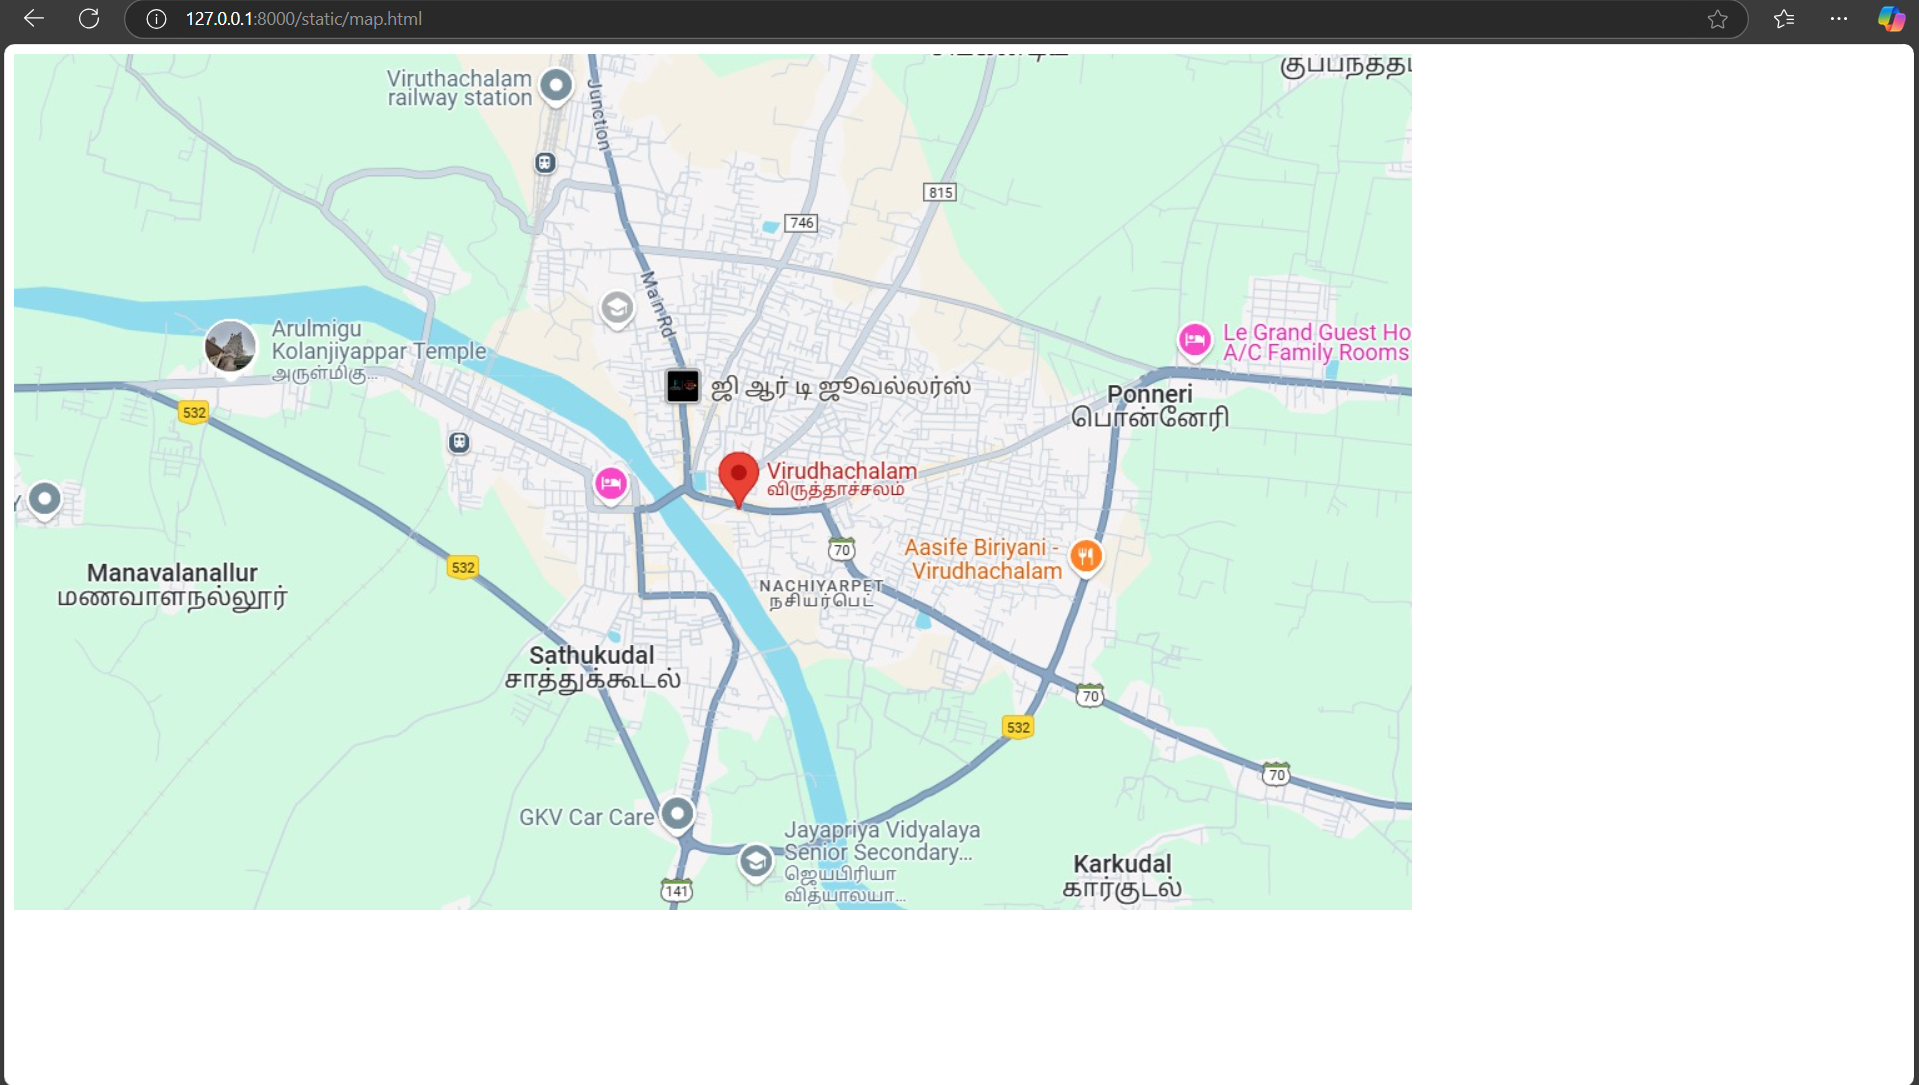 127.0.0.1:8000/static/map.html
Viruthachalam
railway station
Junction
815
746
Main Rd
Arulmigu
Kolanjiyappar Temple
அருள்மிகு...
Le Grand Guest Ho
A/C Family Rooms
ஜி ஆர் டி ஜூவல்லர்ஸ்
Ponneri
பொன்னேரி
532
Virudhachalam
விருத்தாச்சலம்
70
Aasife Biriyani -
Virudhachalam
532
Manavalanallur
மணவாளநல்லூர்
NACHIYARPET
நசியர்பெட்
Sathukudal
சாத்துக்கூடல்
70
532
70
GKV Car Care
Jayapriya Vidyalaya
Senior Secondary...
ஜெயபிரியா
வித்யாலயா...
Karkudal
கார்குடல்
141